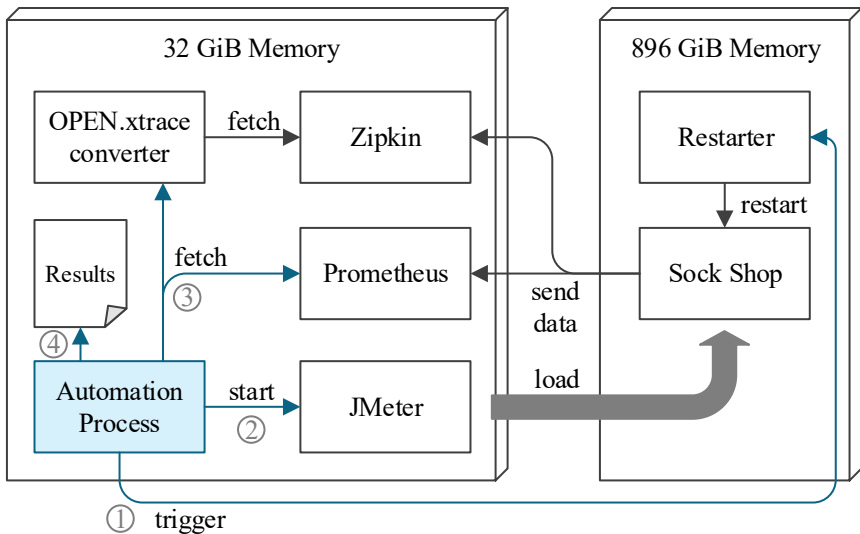 32 GiB Memory
896 GiB Memory
OPEN.xtrace
converter
fetch
Zipkin
Restarter
restart
Results
fetch
③
Prometheus
send
data
Sock Shop
④
Automation
Process
start
②
JMeter
load
①
trigger